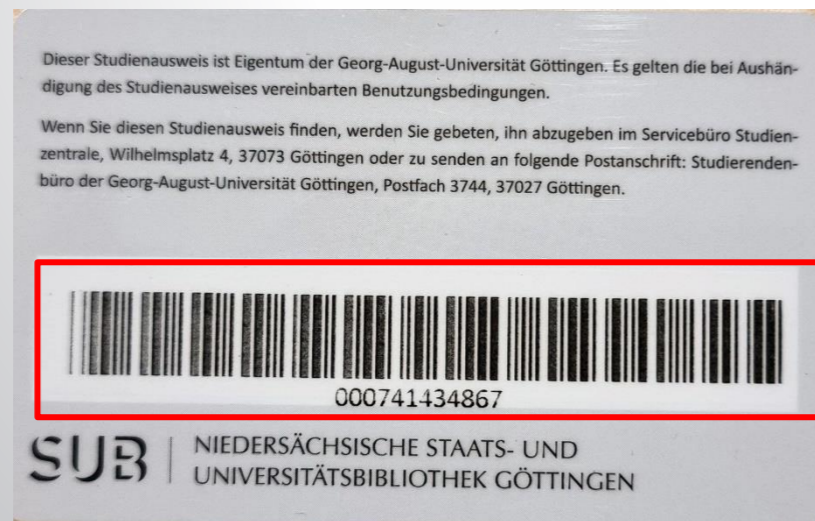 Dieser Studienausweis ist Eigentum der Georg-August-Universität Göttingen. Es gelten die bei Aushän-
digung des Studienausweises vereinbarten Benutzungsbedingungen.
Wenn Sie diesen Studienausweis finden, werden Sie gebeten, ihn abzugeben im Servicebüro Studien-
zentrale, Wilhelmsplatz 4, 37073 Göttingen oder zu senden an folgende Postanschrift: Studierenden-
büro der Georg-August-Universität Göttingen, Postfach 3744, 37027 Göttingen.
000741434867
SUB
NIEDERSÄCHSISCHE STAATS- UND
UNIVERSITÄTSBIBLIOTHEK GÖTTINGEN